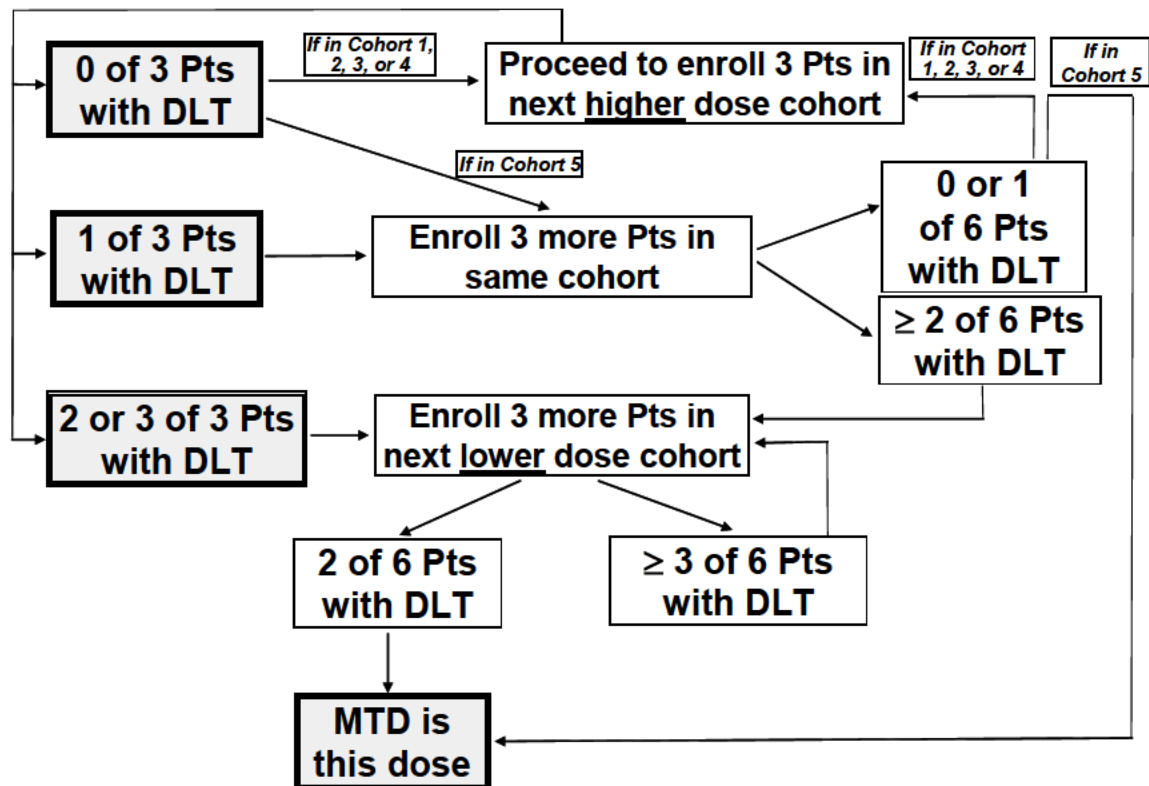 0 of 3 Pts
with DLT
If in Cohort 1,
2, 3, or 4
Proceed to enroll 3 Pts in
next higher dose cohort
If in Cohort
1, 2, 3, or 4
If in
Cohort 5
If in Cohort 5
1 of 3 Pts
with DLT
Enroll 3 more Pts in
same cohort
0 or 1
of 6 Pts
with DLT
≥ 2 of 6 Pts
with DLT
2 or 3 of 3 Pts
with DLT
Enroll 3 more Pts in
next lower dose cohort
2 of 6 Pts
with DLT
≥ 3 of 6 Pts
with DLT
MTD is
this dose